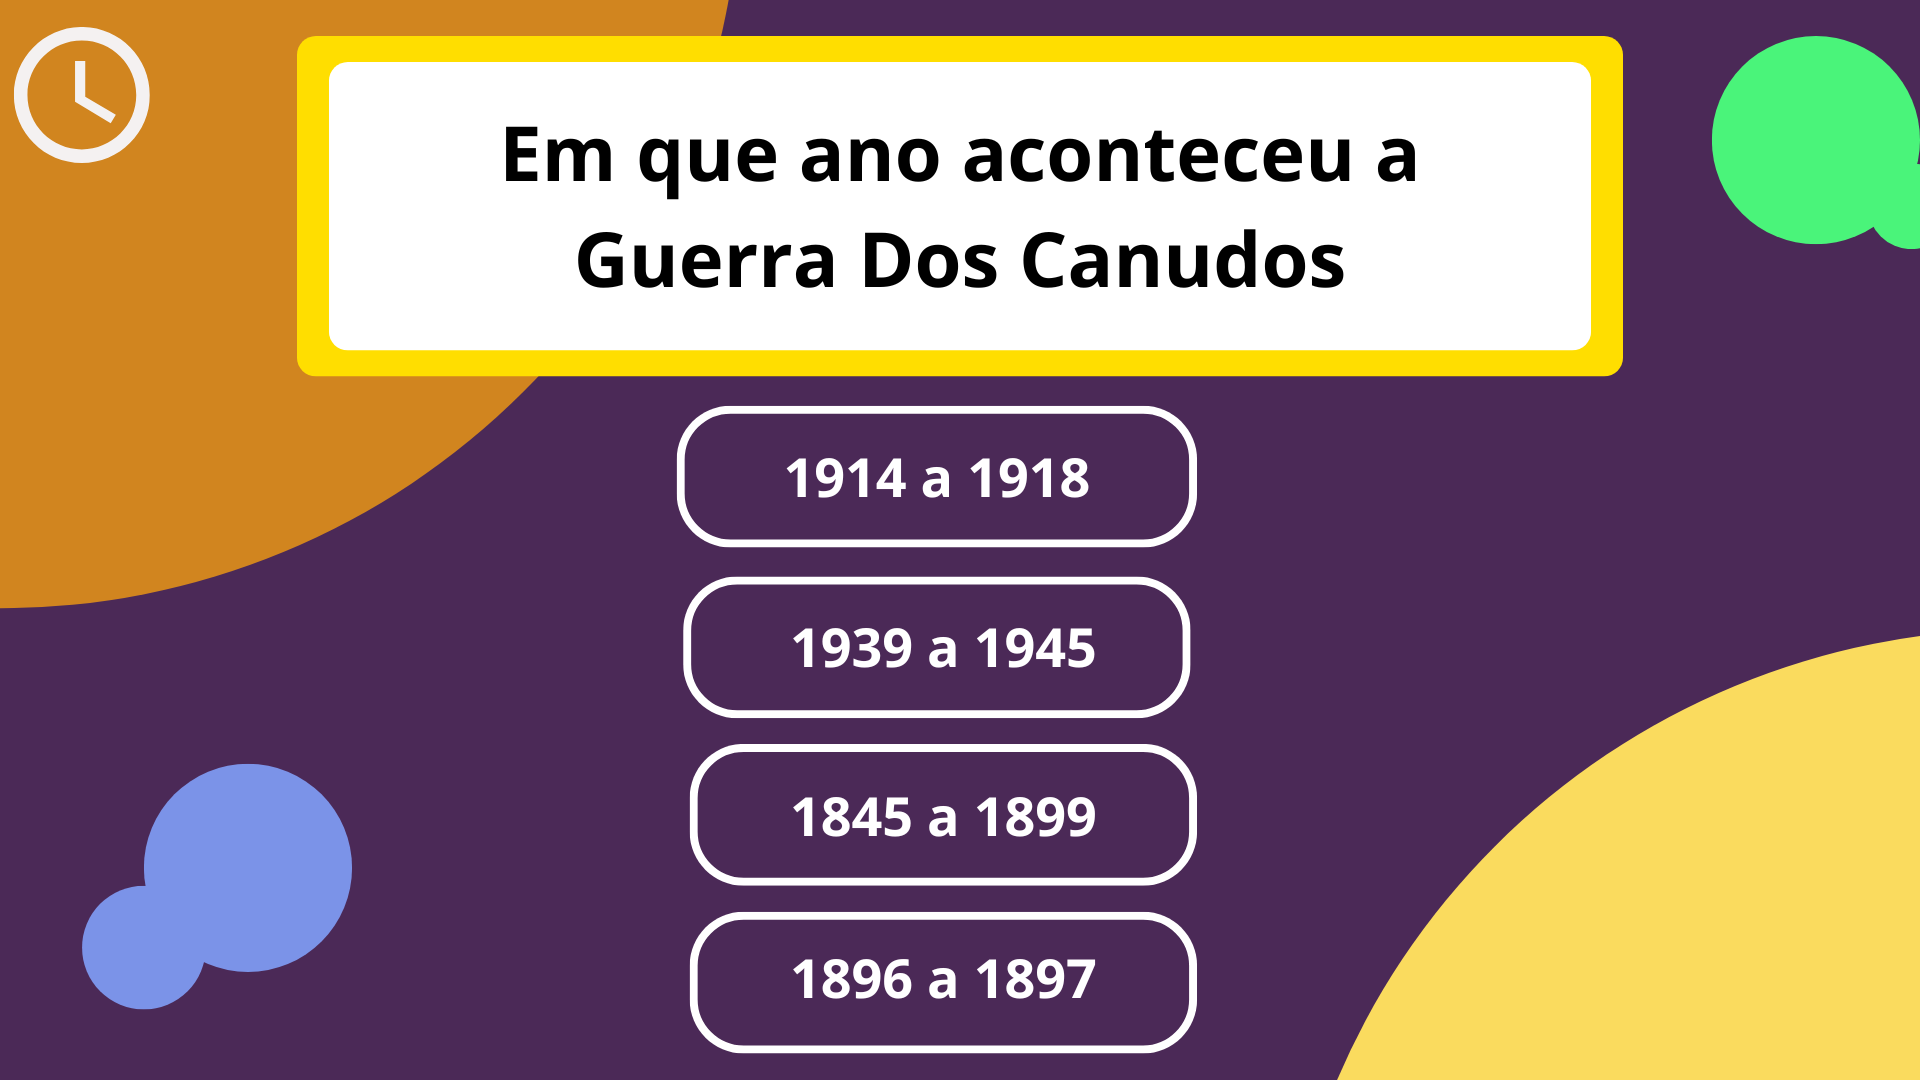 Em que ano aconteceu a
Guerra Dos Canudos
1914 a 1918
1939 a 1945
1845 a 1899
1896 a 1897